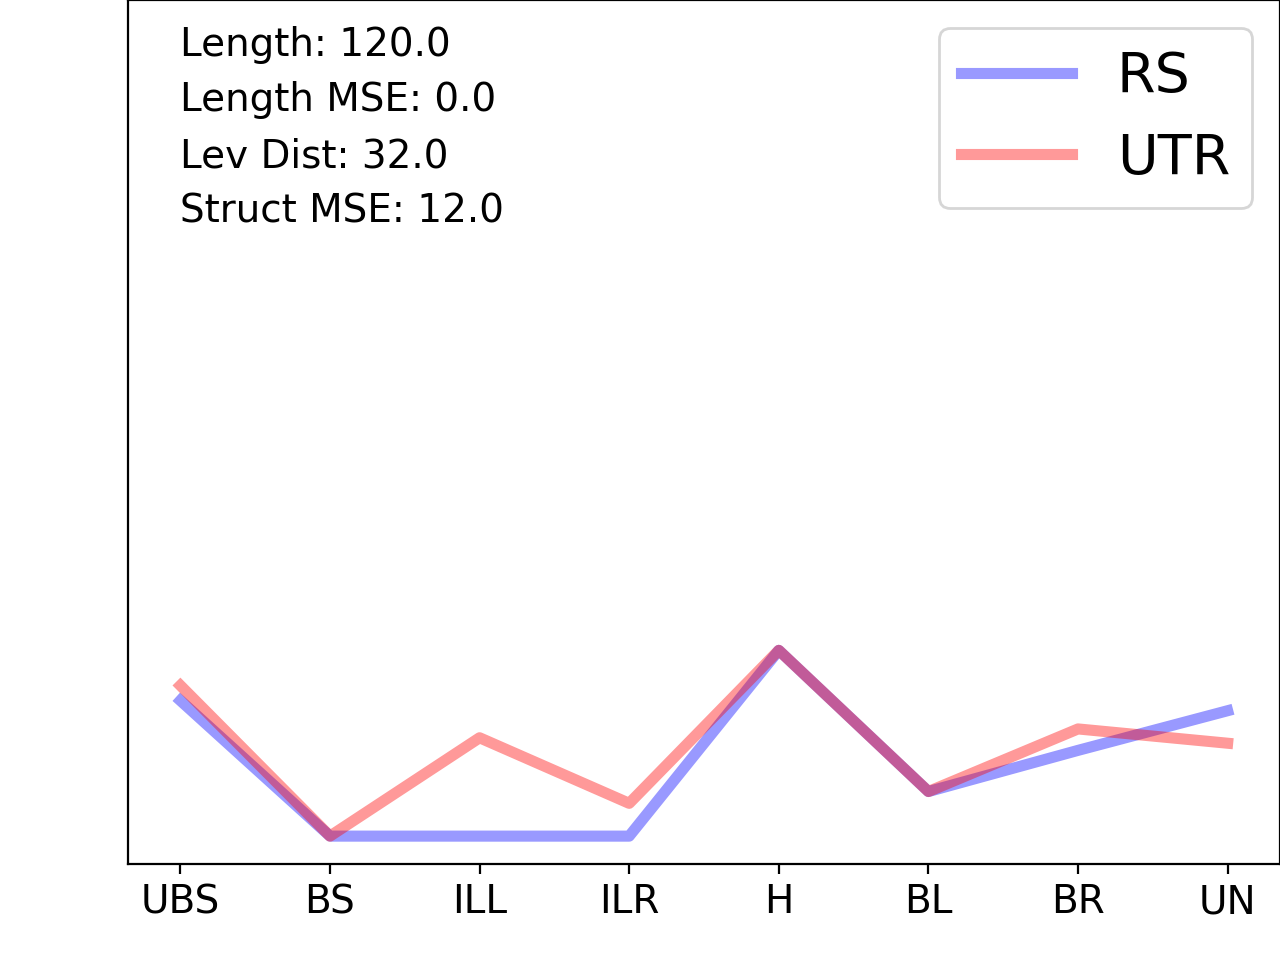 Length: 120.0
Length MSE: 0.0
Lev Dist: 32.0
Struct MSE: 12.0
RS
UTR
UBS BS ILL ILR H BL BR UN